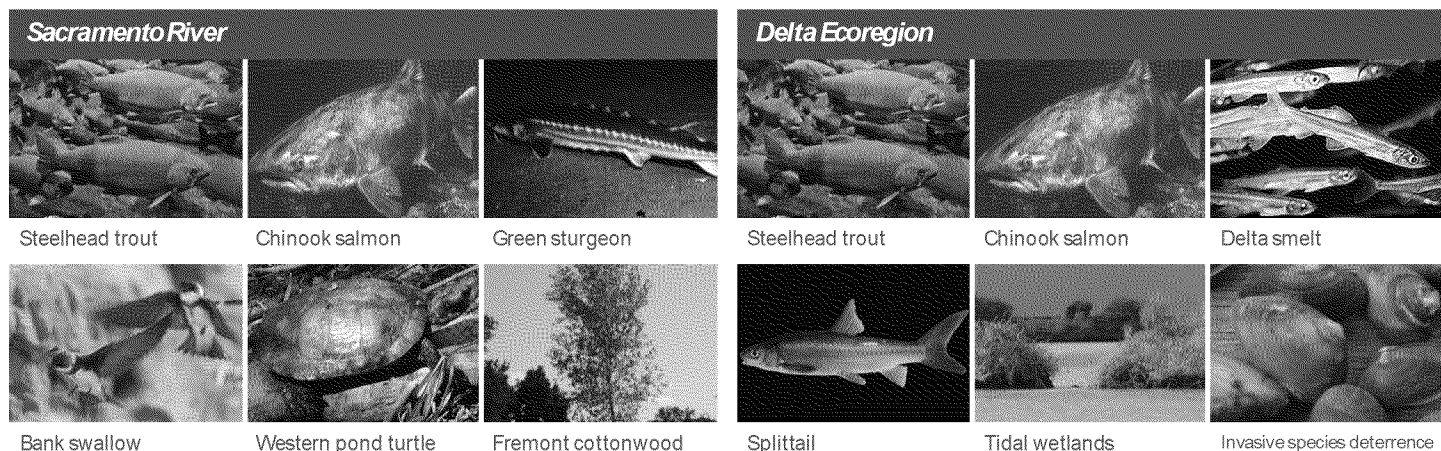 Sacramento River
Delta Ecoregion
Steelhead trout
Chinook salmon
Green sturgeon
Steelhead trout
Chinook salmon
Delta smelt
Bank swallow
Western pond turtle
Fremont cottonwood
Splittail
Tidal wetlands
Invasive species deterrence